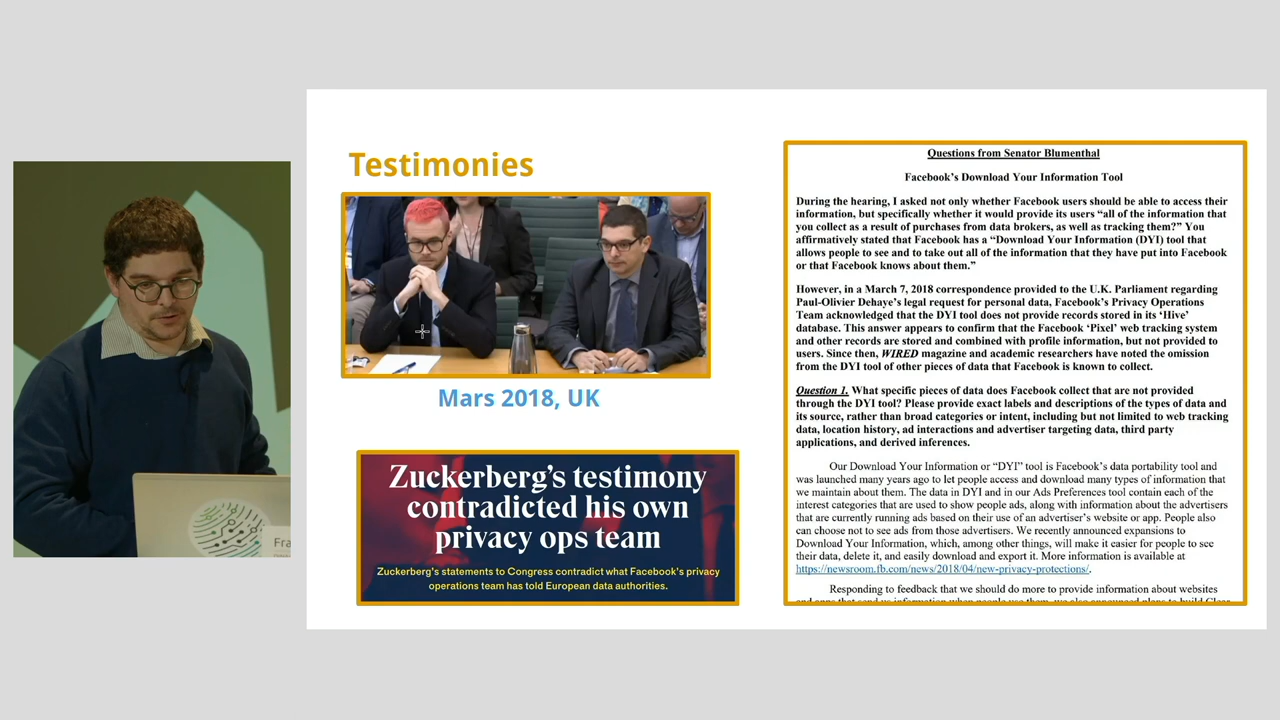 Testimonies
Mars 2018, UK
Zuckerberg's testimony
contradicted his own
privacy ops team
Zuckerberg's statements to Congress contradict what Facebook's privacy
operations team has told European data authorities.
Questions from Senator Blumenthal
Facebook's Download Your Information Tool
During the hearing, I asked not only whether Facebook users should be able to access their
information, but specifically whether it would provide its users “all of the information that
you collect as a result of purchases from data brokers, as well as tracking them?” You
affirmatively stated that Facebook has a “Download Your Information (DYI) tool that
allows people to see and to take out all of the information that they have put into Facebook
or that Facebook knows about them.”
However, in a March 7, 2018 correspondence provided to the U.K. Parliament regarding
Paul-Olivier Dehaye's legal request for personal data, Facebook's Privacy Operations
Team acknowledged that the DYI tool does not provide records stored in its ‘Hive’
database. This answer appears to confirm that the Facebook ‘Pixel’ web tracking system
and other records are stored and combined with profile information, but not provided to
users. Since then, WIRED magazine and academic researchers have noted the omission
from the DYI tool of other pieces of data that Facebook is known to collect.
Question 1. What specific pieces of data does Facebook collect that are not provided
through the DYI tool? Please provide exact labels and descriptions of the types of data and
its source, rather than broad categories or intent, including but not limited to web tracking
data, location history, ad interactions and advertiser targeting data, third party
applications, and derived inferences.
Our Download Your Information or “DYI” tool is Facebook's data portability tool and
was launched many years ago to let people access and download many types of information that
we maintain about them. The data in DYI and in our Ads Preferences tool contain each of the
interest categories that are used to show people ads, along with information about the advertisers
that are currently running ads based on their use of an advertiser's website or app. People also
can choose not to see ads from those advertisers. We recently announced expansions to
Download Your Information, which, among other things, will make it easier for people to see
their data, delete it, and easily download and export it. More information is available at
https://newsroom.fb.com/news/2018/04/new-privacy-protections/.
Responding to feedback that we should do more to provide information about websites
Fra